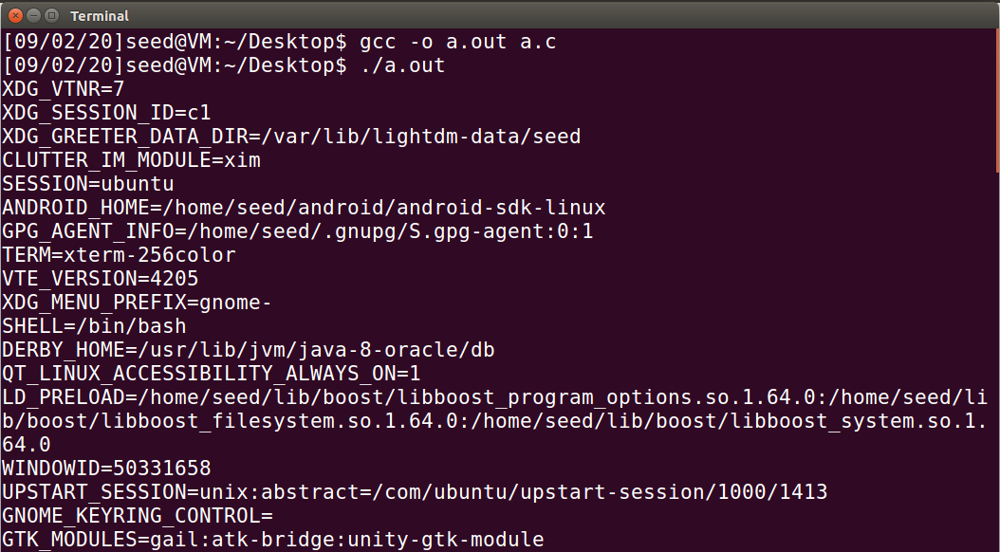 Terminal
[09/02/20]seed@VM:~/Desktop$ gcc -o a.out a.c
[09/02/20]seed@VM:~/Desktop$ ./a.out
XDG_VTNR=7
XDG_SESSION_ID=c1
XDG_GREETER_DATA_DIR=/var/lib/lightdm-data/seed
CLUTTER_IM_MODULE=xim
SESSION=ubuntu
ANDROID_HOME=/home/seed/android/android-sdk-linux
GPG_AGENT_INFO=/home/seed/.gnupg/S.gpg-agent:0:1
TERM=xterm-256color
VTE_VERSION=4205
XDG_MENU_PREFIX=gnome-
SHELL=/bin/bash
DERBY_HOME=/usr/lib/jvm/java-8-oracle/db
QT_LINUX_ACCESSIBILITY_ALWAYS_ON=1
LD_PRELOAD=/home/seed/lib/boost/libboost_program_options.so.1.64.0:/home/seed/li
b/boost/libboost_filesystem.so.1.64.0:/home/seed/lib/boost/libboost_system.so.1.
64.0
WINDOWID=50331658
UPSTART_SESSION=unix:abstract=/com/ubuntu/upstart-session/1000/1413
GNOME_KEYRING_CONTROL=
GTK_MODULES=gail:atk-bridge:unity-gtk-module